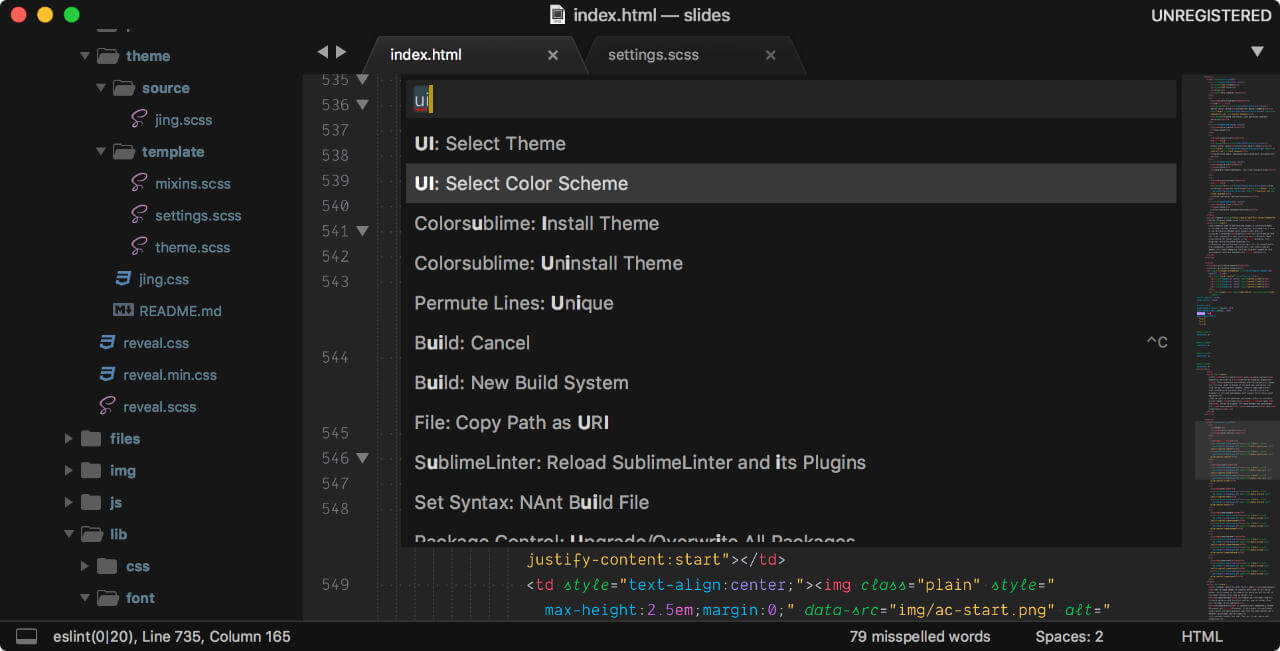 index.html — slides
UNREGISTERED
theme
source
jing.scss
template
mixins.scss
settings.scss
theme.scss
jing.css
README.md
reveal.css
reveal.min.css
reveal.scss
files
img
js
lib
css
font
index.html
settings.scss
535
536
537
538
539
540
541
542
543
544
545
546
547
548
ui
UI: Select Theme
UI: Select Color Scheme
Colorsublime: Install Theme
Colorsublime: Uninstall Theme
Permute Lines: Unique
Build: Cancel ^C
Build: New Build System
File: Copy Path as URI
SublimeLinter: Reload SublimeLinter and its Plugins
Set Syntax: NAnt Build File
Package Control: Upgrade/Overwrite All Packages
justify-content:start"></td>
549 <td style="text-align:center;"><img class="plain" style="
max-height:2.5em;margin:0;" data-src="img/ac-start.png" alt="
eslint(0|20), Line 735, Column 165
79 misspelled words
Spaces: 2
HTML